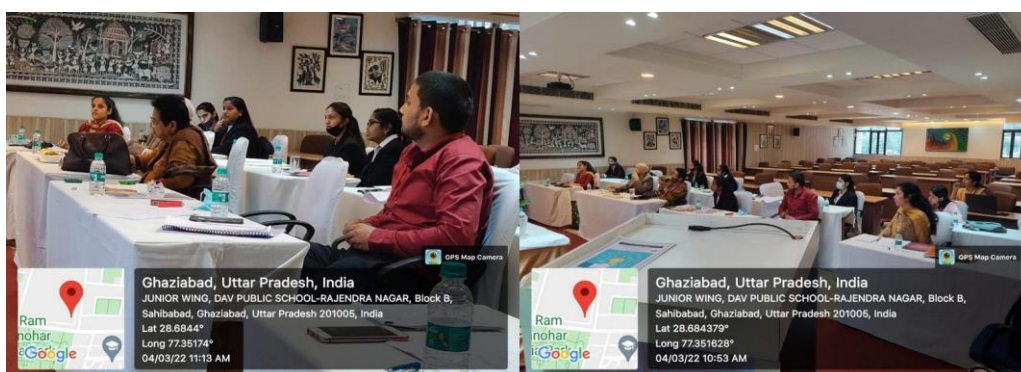 GPS Map Camera
Ghaziabad, Uttar Pradesh, India
JUNIOR WING, DAV PUBLIC SCHOOL-RAJENDRA NAGAR, Block B,
Sahibabad, Ghaziabad, Uttar Pradesh 201005, India
Lat 28.6844°
Long 77.35174°
04/03/22 11:13 AM
Ram
nohar
Google
GPS Map Camera
Ghaziabad, Uttar Pradesh, India
JUNIOR WING, DAV PUBLIC SCHOOL-RAJENDRA NAGAR, Block B,
Sahibabad, Ghaziabad, Uttar Pradesh 201005, India
Lat 28.684379°
Long 77.351628°
04/03/22 10:53 AM
Ram
nohar
Google